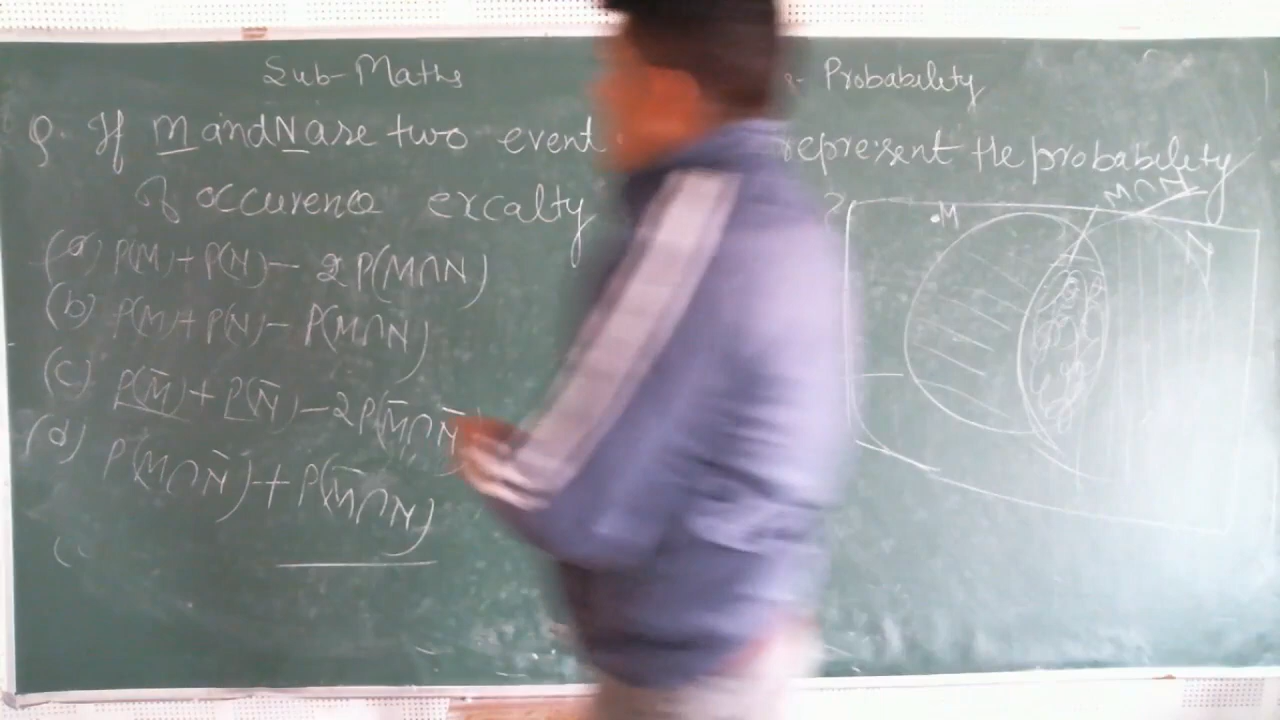 Sub-Maths Probability
Q. If M and N are two event represent the probability
of occurence excalty ?
(a) P(M)+P(N)-2P(M∩N)
(b) P(M)+P(N)-P(M∩N)
(c) P(M̄)+P(N̄)-2P(M̄∩N̄)
(d) P(M∩N̄)+P(M̄∩N)
(
M∩N
.M
N